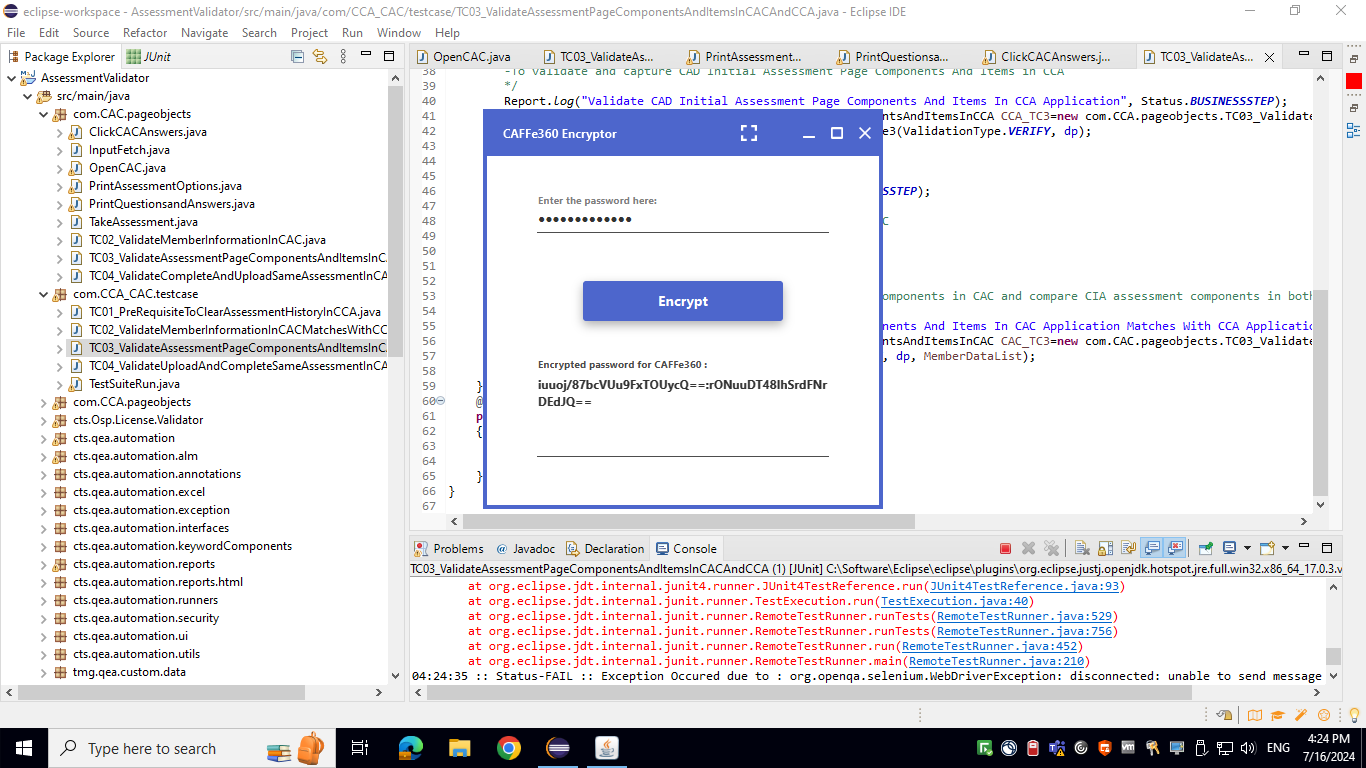 eclipse-workspace - AssessmentValidator/src/main/java/com/CCA_CAC/testcase/TC03_ValidateAssessmentPageComponentsAndItemsInCACAndCCA.java - Eclipse IDE
File Edit Source Refactor Navigate Search Project Run Window Help
Package Explorer JUnit
AssessmentValidator
src/main/java
com.CAC.pageobjects
ClickCACAnswers.java
InputFetch.java
OpenCAC.java
PrintAssessmentOptions.java
PrintQuestionsandAnswers.java
TakeAssessment.java
TC02_ValidateMemberInformationInCAC.java
TC03_ValidateAssessmentPageComponentsAndItemsInC
TC04_ValidateCompleteAndUploadSameAssessmentInCA
com.CCA_CAC.testcase
TC01_PreRequisiteToClearAssessmentHistoryInCCA.java
TC02_ValidateMemberInformationInCACMatchesWithCC
TC03_ValidateAssessmentPageComponentsAndItemsInC
TC04_ValidateUploadAndCompleteSameAssessmentInCA
TestSuiteRun.java
com.CCA.pageobjects
cts.Osp.License.Validator
cts.qea.automation
cts.qea.automation.alm
cts.qea.automation.annotations
cts.qea.automation.excel
cts.qea.automation.exception
cts.qea.automation.interfaces
cts.qea.automation.keywordComponents
cts.qea.automation.reports
cts.qea.automation.reports.html
cts.qea.automation.runners
cts.qea.automation.security
cts.qea.automation.ui
cts.qea.automation.utils
tmg.qea.custom.data
OpenCAC.java TC03_ValidateAs... PrintAssessment... PrintQuestionsa... ClickCACAnswers.j... TC03_ValidateAs...
38 -To validate and capture CAD Initial Assessment Page Components And Items in CCA
39 */
40 Report.log("Validate CAD Initial Assessment Page Components And Items In CCA Application", Status.BUSINESSSTEP);
41 ntsAndItemsInCCA CCA_TC3=new com.CCA.pageobjects.TC03_Validate
42 e3(ValidationType.VERIFY, dp);
43
44
45
46 SSTEP);
47
48 C
49
50
51
52
53 omponents in CAC and compare CIA assessment components in both
54
55 nents And Items In CAC Application Matches With CCA Applicatio
56 ntsAndItemsInCAC CAC_TC3=new com.CAC.pageobjects.TC03_Validate
57 , dp, MemberDataList);
58
59 }
60 @
61 p
62 {
63
64
65 }
66 }
67
CAFFe360 Encryptor
Enter the password here:
Encrypt
Encrypted password for CAFFe360 :
iuuoj/87bcVUu9FxTOUycQ==:rONuuDT48lhSrdFNr
DEdJQ==
Problems @ Javadoc Declaration Console
TC03_ValidateAssessmentPageComponentsAndItemsInCACAndCCA (1) [JUnit] C:\Software\Eclipse\eclipse\plugins\org.eclipse.justj.openjdk.hotspot.jre.full.win32.x86_64_17.0.3.v
at org.eclipse.jdt.internal.junit4.runner.JUnit4TestReference.run(JUnit4TestReference.java:93)
at org.eclipse.jdt.internal.junit.runner.TestExecution.run(TestExecution.java:40)
at org.eclipse.jdt.internal.junit.runner.RemoteTestRunner.runTests(RemoteTestRunner.java:529)
at org.eclipse.jdt.internal.junit.runner.RemoteTestRunner.runTests(RemoteTestRunner.java:756)
at org.eclipse.jdt.internal.junit.runner.RemoteTestRunner.run(RemoteTestRunner.java:452)
at org.eclipse.jdt.internal.junit.runner.RemoteTestRunner.main(RemoteTestRunner.java:210)
04:24:35 :: Status-FAIL :: Exception Occured due to : org.openqa.selenium.WebDriverException: disconnected: unable to send message
Type here to search
ENG
4:24 PM
7/16/2024